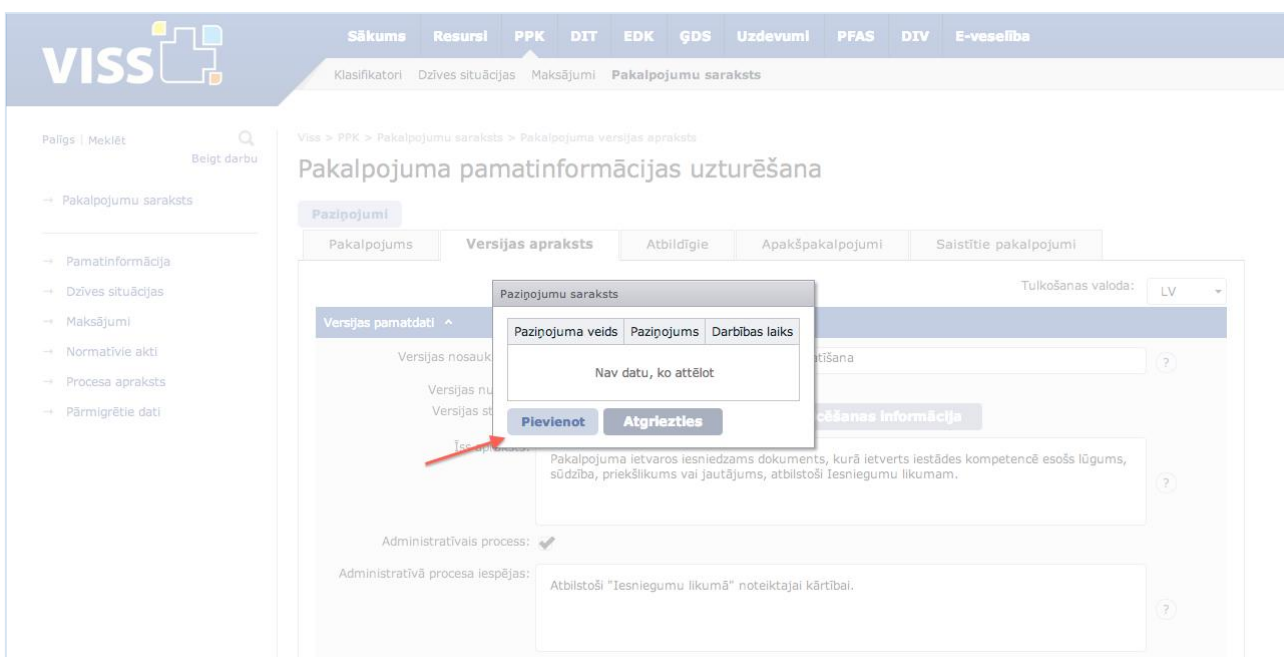 VISS
Sākums Resursi PPK DIT EDK ĢDS Uzdevumi PFAS DIV E-veselība
Klasifikatori Dzīves situācijas Maksājumi Pakalpojumu saraksts
Palīgs | Meklēt
Beigt darbu
→ Pakalpojumu saraksts
→ Pamatinformācija
→ Dzīves situācijas
→ Maksājumi
→ Normatīvie akti
→ Procesa apraksts
→ Pārmigrētie dati
Viss > PPK > Pakalpojumu saraksts > Pakalpojuma versijas apraksts
Pakalpojuma pamatinformācijas uzturēšana
Paziņojumi
Pakalpojums Versijas apraksts Atbildīgie Apakšpakalpojumi Saistītie pakalpojumi
Tulkošanas valoda: LV
Versijas pamatdati
Paziņojumu saraksts
Paziņojuma veids Paziņojums Darbības laiks
Nav datu, ko attēlot
Pievienot Atgriezties
Versijas nosauk
Versijas nu
Versijas st
informācija
Īss apraksts:
Pakalpojuma ietvaros iesniedzams dokuments, kurā ietverts iestādes kompetencē esošs lūgums,
sūdzība, priekšlikums vai jautājums, atbilstoši Iesniegumu likumam.
Administratīvais process:
Administratīvā procesa iespējas:
Atbilstoši "Iesniegumu likumā" noteiktajai kārtībai.
?
?
?